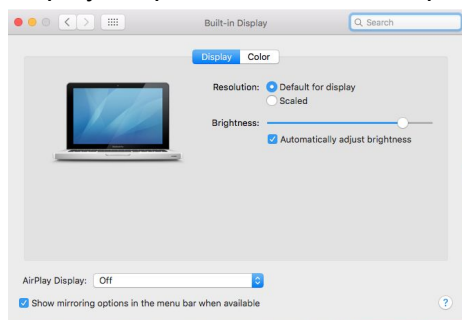 Built-in Display
Search
Display Color
Resolution: Default for display
Scaled
Brightness:
Automatically adjust brightness
AirPlay Display: Off
Show mirroring options in the menu bar when available
?